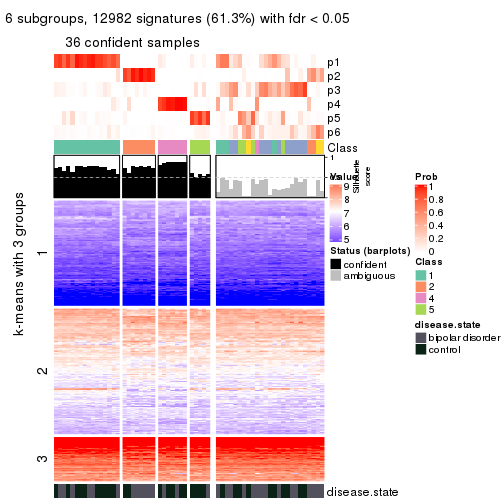 6 subgroups, 12982 signatures (61.3%) with fdr < 0.05
36 confident samples
p1
p2
p3
p4
p5
p6
Class
1
Silhouette
score
Value
9
8
7
6
5
Status (barplots)
confident
ambiguous
Prob
1
0.8
0.6
0.4
0.2
0
Class
1
2
4
5
disease.state
bipolar disorder
control
k-means with 3 groups
1
2
3
disease.state